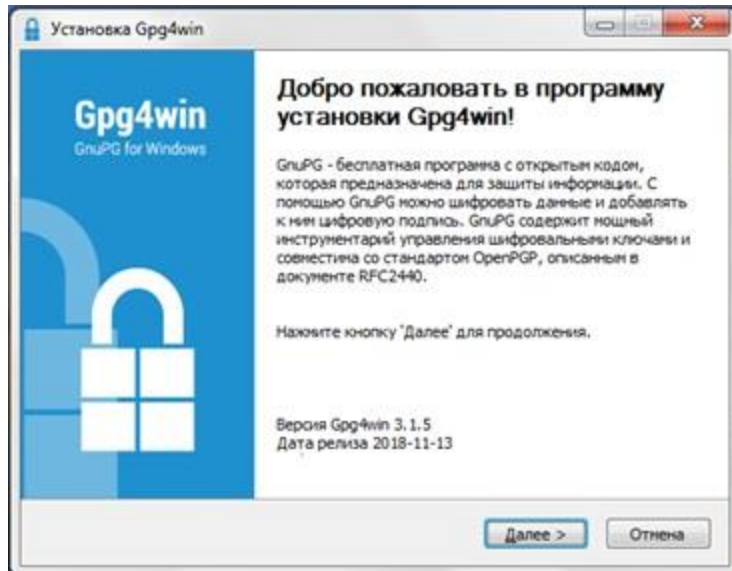 Установка Gpg4win
Gpg4win
GnuPG for Windows
Добро пожаловать в программу
установки Gpg4win!
GnuPG - бесплатная программа с открытым кодом,
которая предназначена для защиты информации. С
помощью GnuPG можно шифровать данные и добавлять
к ним цифровую подпись. GnuPG содержит мощный
инструментарий управления шифровальными ключами и
совместима со стандартом OpenPGP, описанным в
документе RFC2440.
Нажмите кнопку 'Далее' для продолжения.
Версия Gpg4win 3.1.5
Дата релиза 2018-11-13
Далее >
Отмена